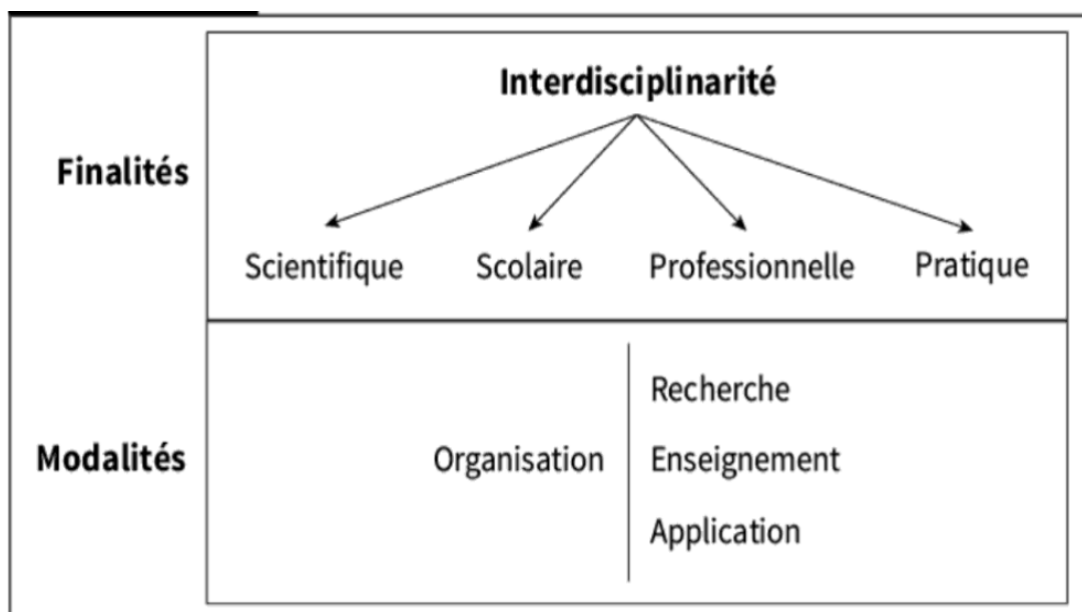 Interdisciplinarité
Finalités
Scientifique Scolaire Professionnelle Pratique
Recherche
Modalités Organisation Enseignement
Application